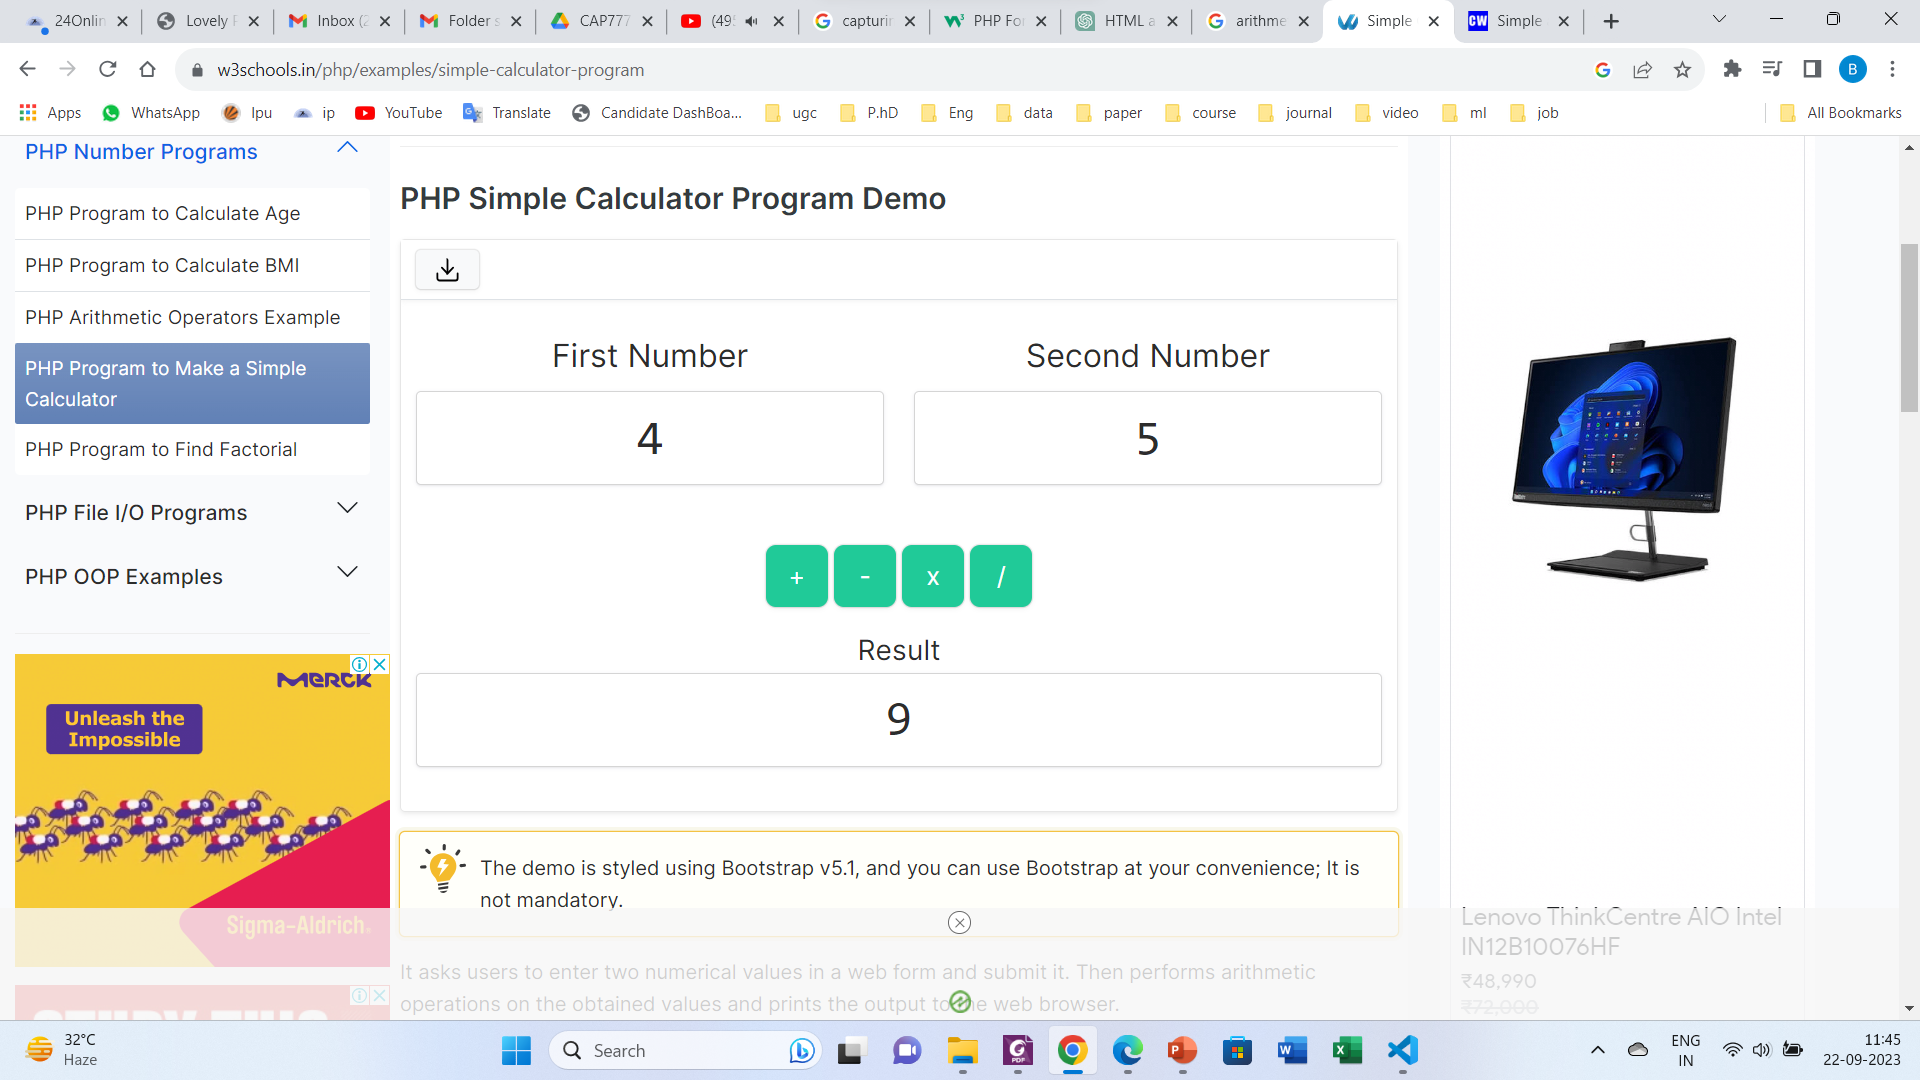 24Onlin
Lovely P
Inbox (2
Folder s
CAP777
(495
capturin
PHP For
HTML a
arithme
Simple
CW
Simple
w3schools.in/php/examples/simple-calculator-program
B
Apps
WhatsApp
Ipu
ip
YouTube
Translate
Candidate DashBoa...
ugc
P.hD
Eng
data
paper
course
journal
video
ml
job
All Bookmarks
PHP Number Programs
PHP Program to Calculate Age
PHP Program to Calculate BMI
PHP Arithmetic Operators Example
PHP Program to Make a Simple
Calculator
PHP Program to Find Factorial
PHP File I/O Programs
PHP OOP Examples
MERCK
Unleash the
Impossible
Sigma-Aldrich.
PHP Simple Calculator Program Demo
First Number
Second Number
4
5
+ - x /
Result
9
The demo is styled using Bootstrap v5.1, and you can use Bootstrap at your convenience; It is
not mandatory.
It asks users to enter two numerical values in a web form and submit it. Then performs arithmetic
operations on the obtained values and prints the output to the web browser.
Lenovo ThinkCentre AIO Intel
IN12B10076HF
₹48,990
₹72,000
32°C
Haze
Search
ENG
IN
11:45
22-09-2023